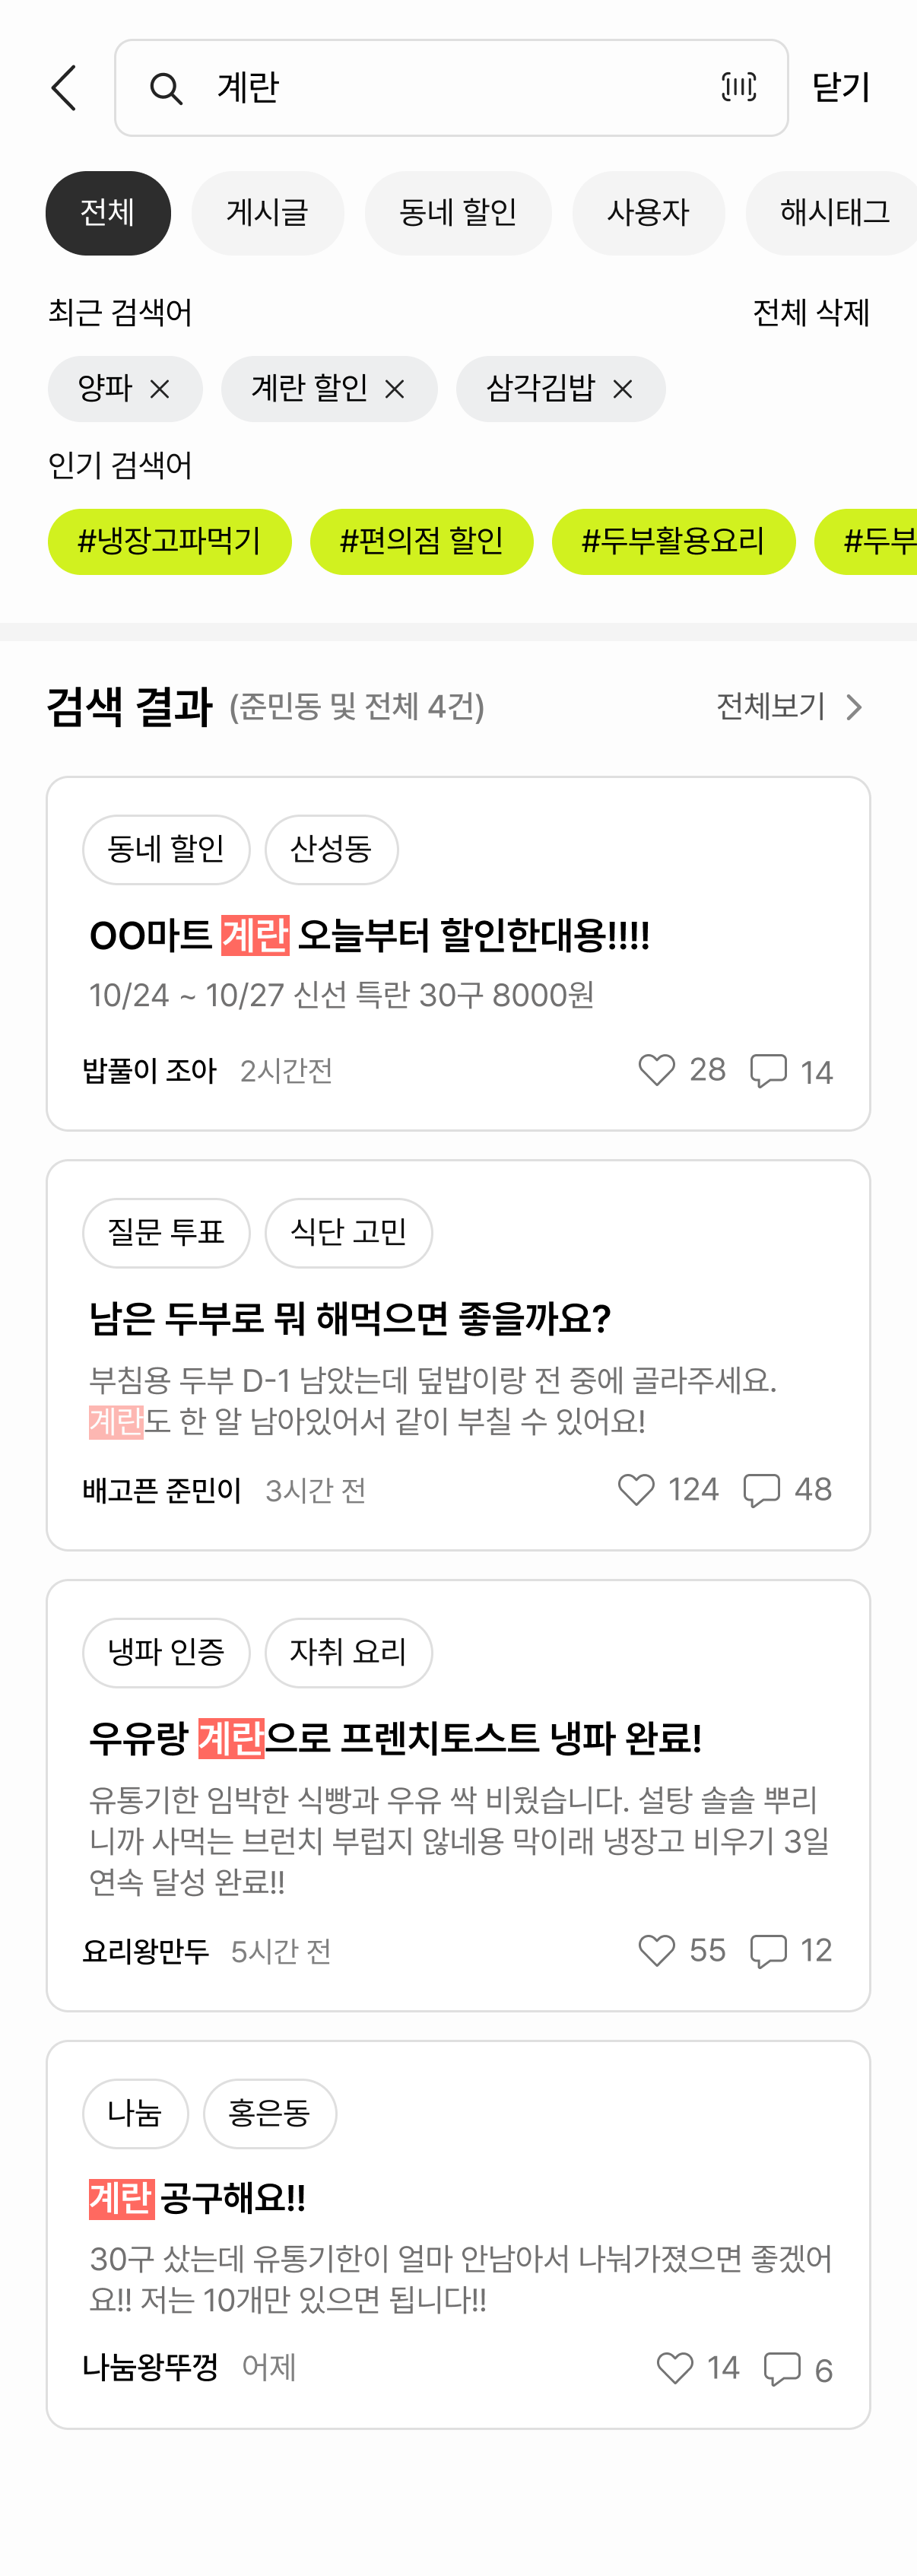 계란 닫기
전체 게시글 동네 할인 사용자 해시태그
최근 검색어 전체 삭제
양파 계란 할인 삼각김밥
인기 검색어
#냉장고파먹기 #편의점 할인 #두부활용요리 #두부
검색 결과 (준민동 및 전체 4건) 전체보기
동네 할인 산성동
OO마트 계란 오늘부터 할인한대용!!!!
10/24 ~ 10/27 신선 특란 30구 8000원
밥풀이 조아 2시간전 28 14
질문 투표 식단 고민
남은 두부로 뭐 해먹으면 좋을까요?
부침용 두부 D-1 남았는데 덮밥이랑 전 중에 골라주세요.
계란도 한 알 남아있어서 같이 부칠 수 있어요!
배고픈 준민이 3시간 전 124 48
냉파 인증 자취 요리
우유랑 계란으로 프렌치토스트 냉파 완료!
유통기한 임박한 식빵과 우유 싹 비웠습니다. 설탕 솔솔 뿌리
니까 사먹는 브런치 부럽지 않네용 막이래 냉장고 비우기 3일
연속 달성 완료!!
요리왕만두 5시간 전 55 12
나눔 홍은동
계란 공구해요!!
30구 샀는데 유통기한이 얼마 안남아서 나눠가졌으면 좋겠어
요!! 저는 10개만 있으면 됩니다!!
나눔왕뚜껑 어제 14 6